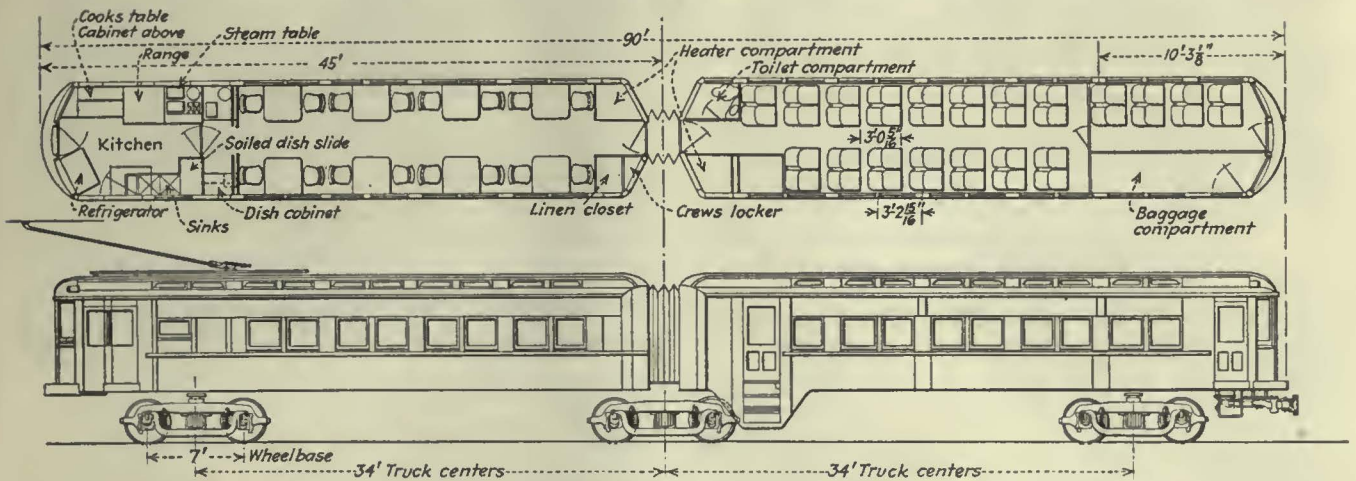 Cooks table
Cabinet above
Steam table
Range
90'
45'
Heater compartment
Toilet compartment
10'-3 1/8"
Kitchen
Soiled dish slide
3'-0 5/16"
Refrigerator
Sinks
Dish cabinet
Linen closet
Crews locker
3'-2 15/16"
Baggage
compartment
7'
Wheelbase
34' Truck centers
34' Truck centers